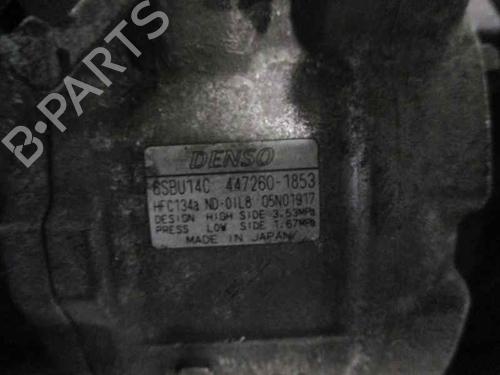 B-PARTS
DENSO
6SBU14C 447260-1853
HFC134a ND-OIL8 05N01917
DESIGN HIGH SIDE 3.53MPa
PRESS LOW SIDE 1.67MPa
MADE IN JAPAN